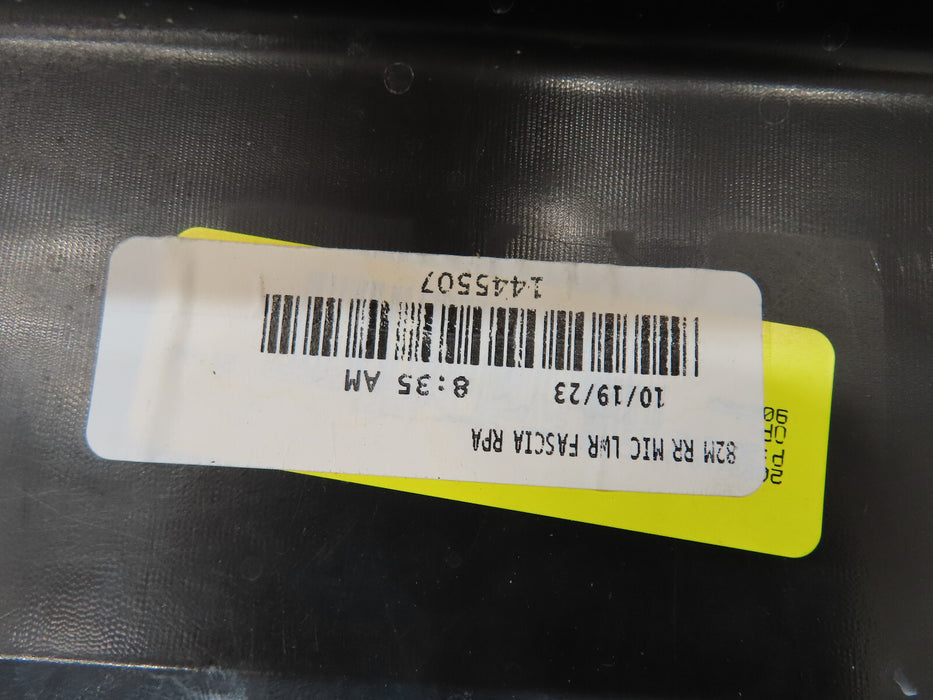 82M RR MIC LWR FASCIA RPA
10/19/23 8:35 AM
1445507